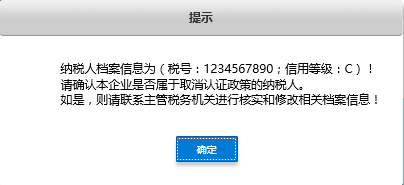 提示
纳税人档案信息为（税号：1234567890；信用等级：C）！
请确认本企业是否属于取消认证政策的纳税人。
如是，则请联系主管税务机关进行核实和修改相关档案信息！
确定